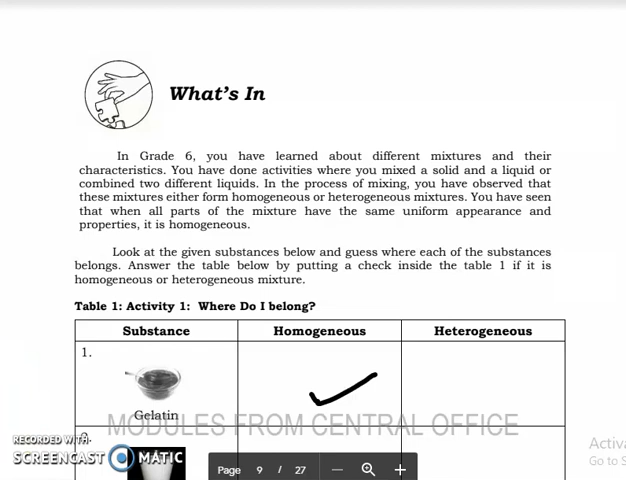 What's In
In Grade 6, you have learned about different mixtures and their
characteristics. You have done activities where you mixed a solid and a liquid or
combined two different liquids. In the process of mixing, you have observed that
these mixtures either form homogeneous or heterogeneous mixtures. You have seen
that when all parts of the mixture have the same uniform appearance and
properties, it is homogeneous.
Look at the given substances below and guess where each of the substances
belongs. Answer the table below by putting a check inside the table 1 if it is
homogeneous or heterogeneous mixture.
Table 1: Activity 1: Where Do I belong?
Substance Homogeneous Heterogeneous
1.
Gelatin
MODULES FROM CENTRAL OFFICE
RECORDED WITH
SCREENCAST MATIC
Page 9 / 27
Activa
Go to S